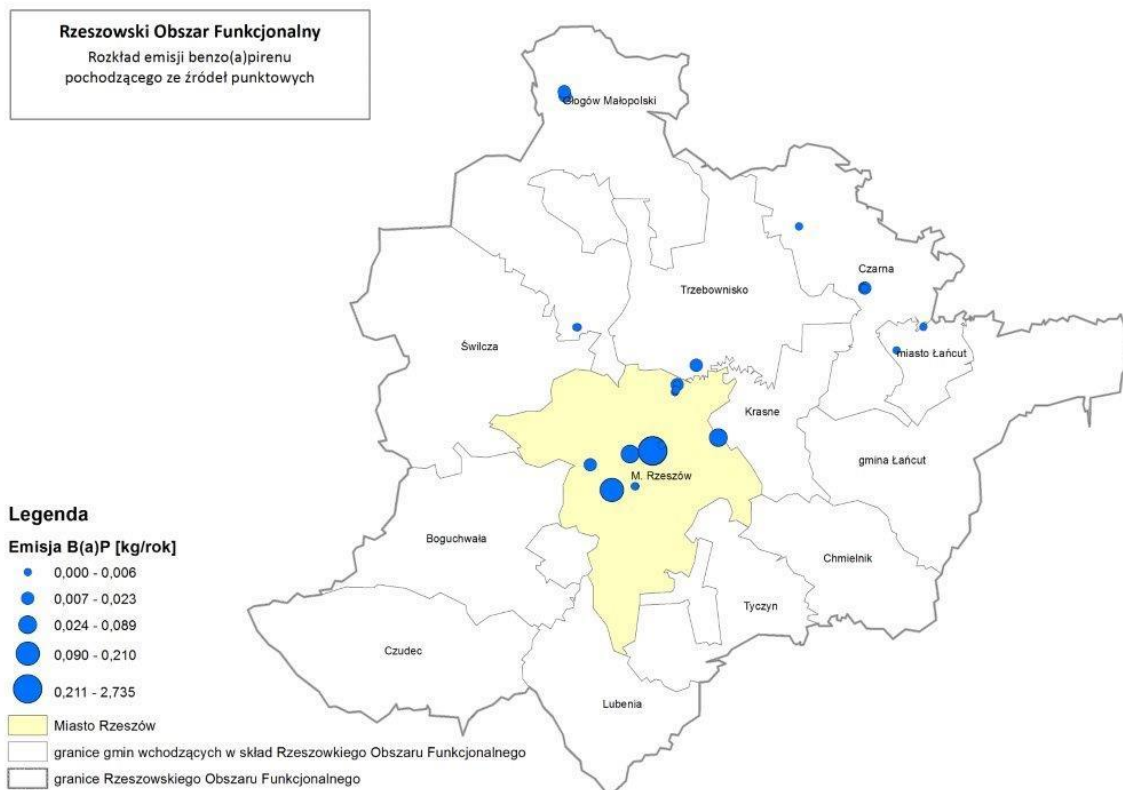 Rzeszowski Obszar Funkcjonalny
Rozkład emisji benzo(a)pirenu
pochodzącego ze źródeł punktowych
Głogów Małopolski
Czarna
Trzebownisko
Świlcza
miasto Łańcut
Krasne
gmina Łańcut
M. Rzeszów
Boguchwała
Chmielnik
Tyczyn
Czudec
Lubenia
Legenda
Emisja B(a)P [kg/rok]
0,000 - 0,006
0,007 - 0,023
0,024 - 0,089
0,090 - 0,210
0,211 - 2,735
Miasto Rzeszów
granice gmin wchodzących w skład Rzeszowkiego Obszaru Funkcjonalnego
granice Rzeszowskiego Obszaru Funkcjonalnego